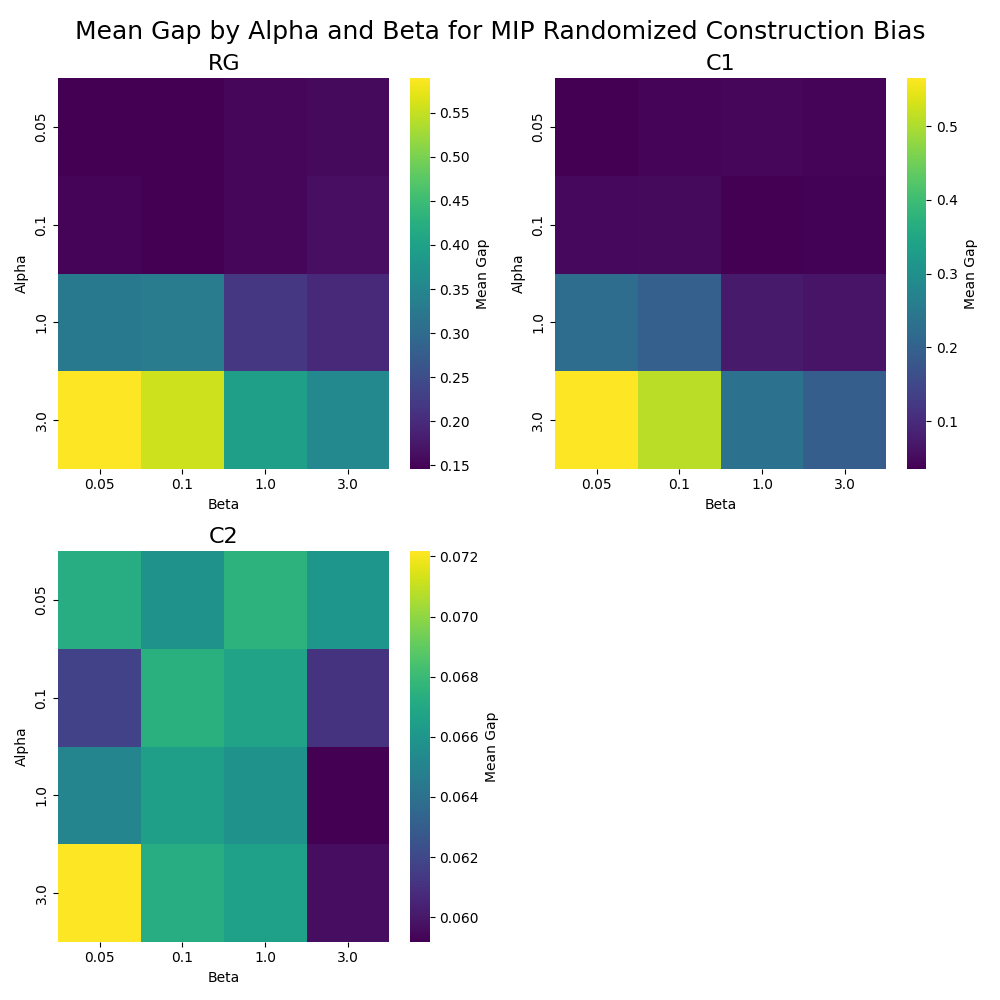 Mean Gap by Alpha and Beta for MIP Randomized Construction Bias
RG
Alpha
0.05
0.1
1.0
3.0
0.05 0.1 1.0 3.0
Beta
0.55
0.50
0.45
0.40
0.35
0.30
0.25
0.20
0.15
Mean Gap
C1
Alpha
0.05
0.1
1.0
3.0
0.05 0.1 1.0 3.0
Beta
0.5
0.4
0.3
0.2
0.1
Mean Gap
C2
Alpha
0.05
0.1
1.0
3.0
0.05 0.1 1.0 3.0
Beta
0.072
0.070
0.068
0.066
0.064
0.062
0.060
Mean Gap